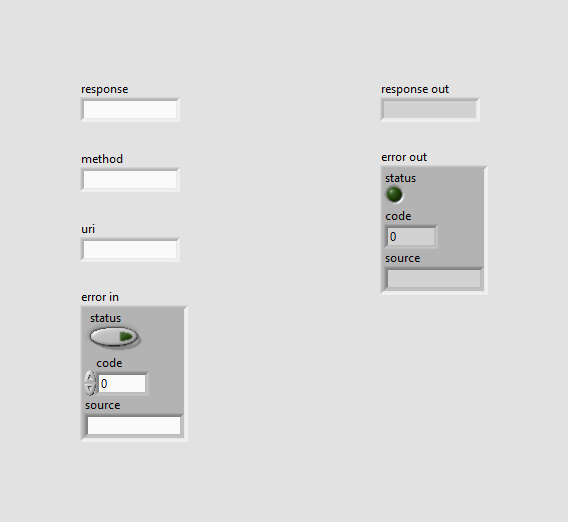 response
method
uri
error in
status
code
0
source
response out
error out
status
code
0
source